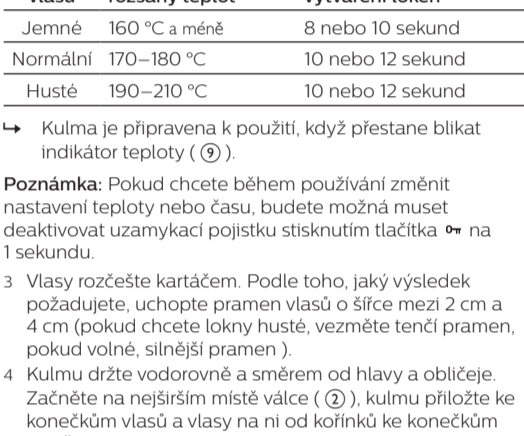 Jemné 160 °C a méně 8 nebo 10 sekund
Normální 170–180 °C 10 nebo 12 sekund
Husté 190–210 °C 10 nebo 12 sekund
↪ Kulma je připravena k použití, když přestane blikat
indikátor teploty ( ⑨ ).
Poznámka: Pokud chcete během používání změnit
nastavení teploty nebo času, budete možná muset
deaktivovat uzamykací pojistku stisknutím tlačítka na
1 sekundu.
3 Vlasy rozčešte kartáčem. Podle toho, jaký výsledek
požadujete, uchopte pramen vlasů o šířce mezi 2 cm a
4 cm (pokud chcete lokny husté, vezměte tenčí pramen,
pokud volné, silnější pramen ).
4 Kulmu držte vodorovně a směrem od hlavy a obličeje.
Začněte na nejširším místě válce ( ② ), kulmu přiložte ke
konečkům vlasů a vlasy na ni od kořínků ke konečkům